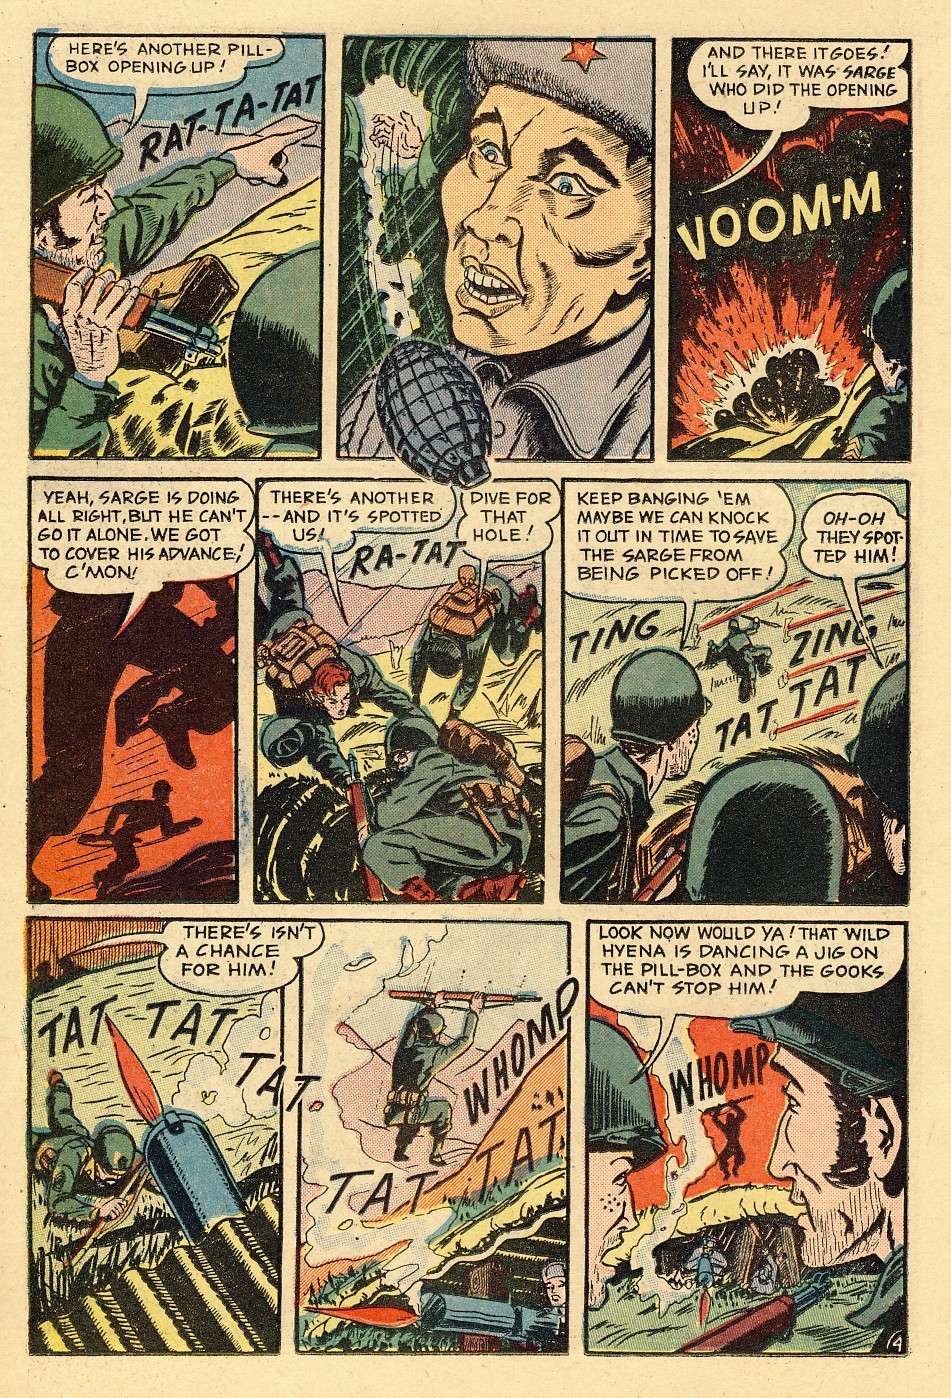 HERE'S ANOTHER PILL-
BOX OPENING UP!
RAT-TA-TAT
AND THERE IT GOES!
I'LL SAY, IT WAS SARGE
WHO DID THE OPENING
UP!
VOOM-M
YEAH, SARGE IS DOING
ALL RIGHT, BUT HE CAN'T
GO IT ALONE. WE GOT
TO COVER HIS ADVANCE!
C'MON!
THERE'S ANOTHER
--AND IT'S SPOTTED
US!
RA-TAT
DIVE FOR
THAT
HOLE!
KEEP BANGING 'EM
MAYBE WE CAN KNOCK
IT OUT IN TIME TO SAVE
THE SARGE FROM
BEING PICKED OFF!
OH-OH
THEY SPOT-
TED HIM!
TING
ZING
TAT TAT
THERE'S ISN'T
A CHANCE
FOR HIM!
TAT TAT
TAT
WHOMP
TAT TAT
LOOK NOW WOULD YA! THAT WILD
HYENA IS DANCING A JIG ON
THE PILL-BOX AND THE GOOKS
CAN'T STOP HIM!
WHOMP
14